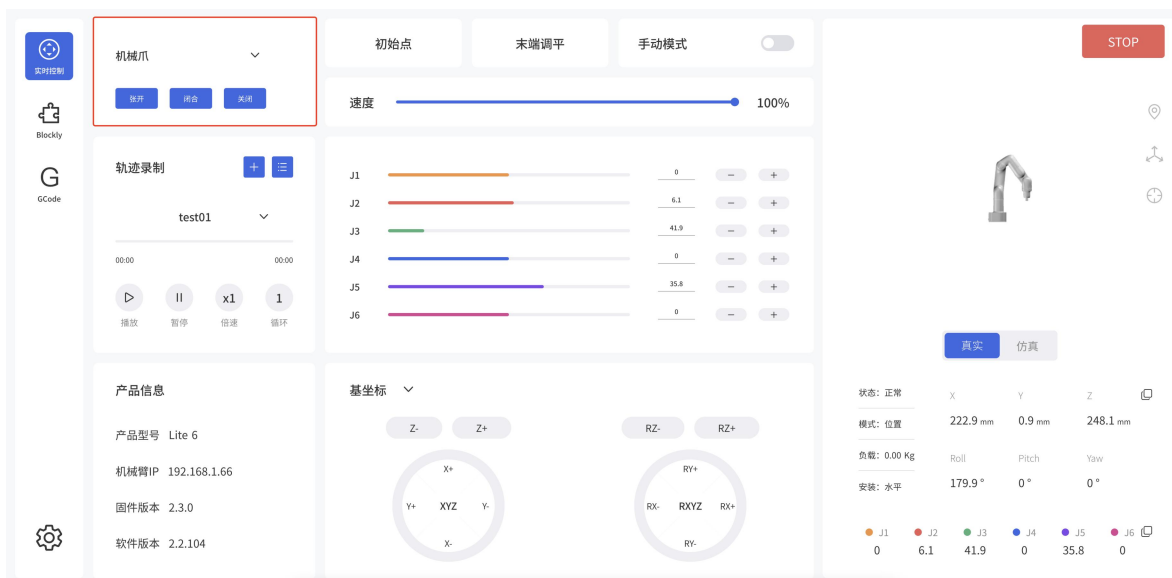 实时控制
Blockly
G
GCode
机械爪
张开 闭合 关闭
轨迹录制
test01
00:00 00:00
x1 1
播放 暂停 倍速 循环
产品信息
产品型号 Lite 6
机械臂IP 192.168.1.66
固件版本 2.3.0
软件版本 2.2.104
初始点 末端调平 手动模式
速度 100%
J1 0 − +
J2 6.1 − +
J3 41.9 − +
J4 0 − +
J5 35.8 − +
J6 0 − +
基坐标
Z- Z+ RZ- RZ+
X+ RY+
Y+ XYZ Y- RX- RXYZ RX+
X- RY-
STOP
真实 仿真
状态：正常 X Y Z
模式：位置 222.9 mm 0.9 mm 248.1 mm
负载：0.00 Kg Roll Pitch Yaw
安装：水平 179.9 ° 0 ° 0 °
J1 J2 J3 J4 J5 J6
0 6.1 41.9 0 35.8 0